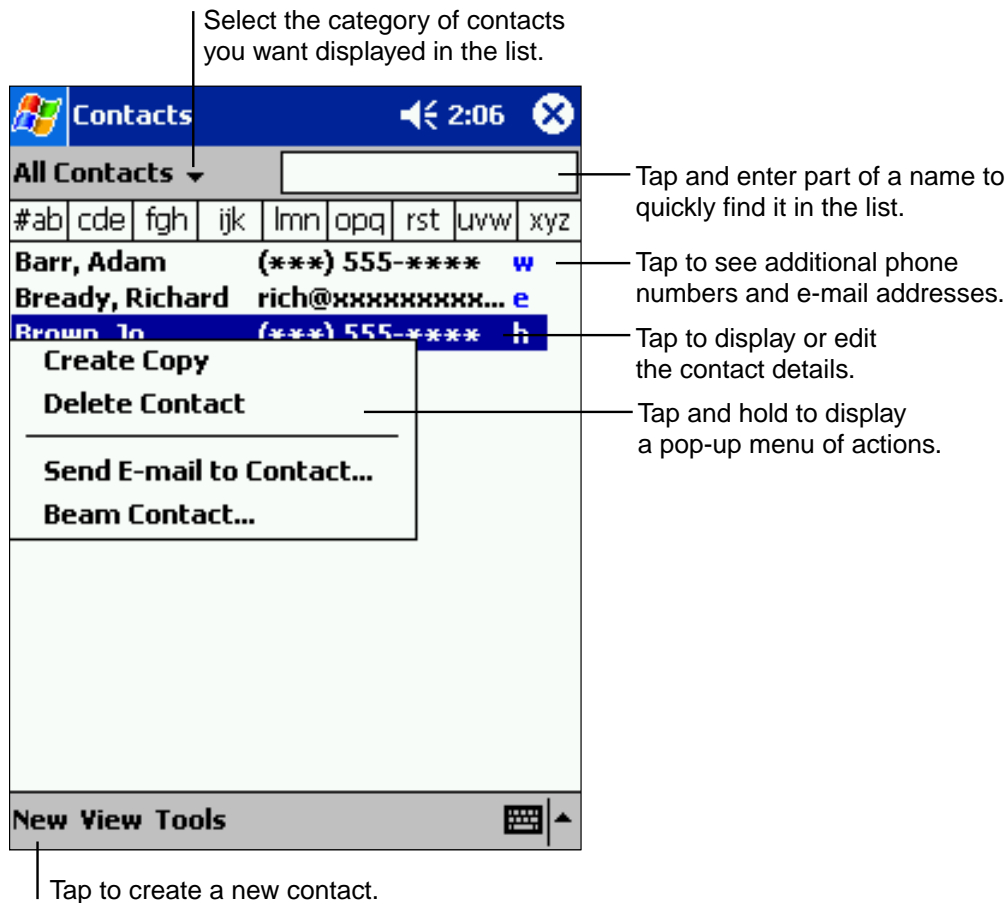 Select the category of contacts
you want displayed in the list.
Contacts 2:06
All Contacts
#ab cde fgh ijk lmn opq rst uvw xyz
Tap and enter part of a name to
quickly find it in the list.
Barr, Adam (***) 555-**** w
Bready, Richard rich@xxxxxxxxx... e
Brown, Jo (***) 555-**** h
Tap to see additional phone
numbers and e-mail addresses.
Tap to display or edit
the contact details.
Create Copy
Delete Contact
Send E-mail to Contact...
Beam Contact...
Tap and hold to display
a pop-up menu of actions.
New View Tools
Tap to create a new contact.